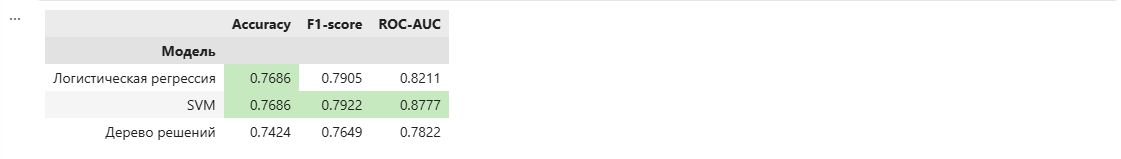 ...
Accuracy F1-score ROC-AUC
Модель
Логистическая регрессия 0.7686 0.7905 0.8211
SVM 0.7686 0.7922 0.8777
Дерево решений 0.7424 0.7649 0.7822